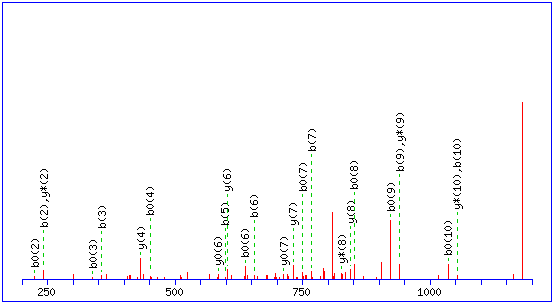 b0(2)
b(2),y*(2)
b0(3)
b(3)
y(4)
b0(4)
y0(6)
b(5)
y(6)
b0(6)
b(6)
y0(7)
y(7)
b0(7)
b(7)
y*(8)
y(8)
b0(8)
b0(9)
b(9),y*(9)
b0(10)
y*(10),b(10)
250
500
750
1000